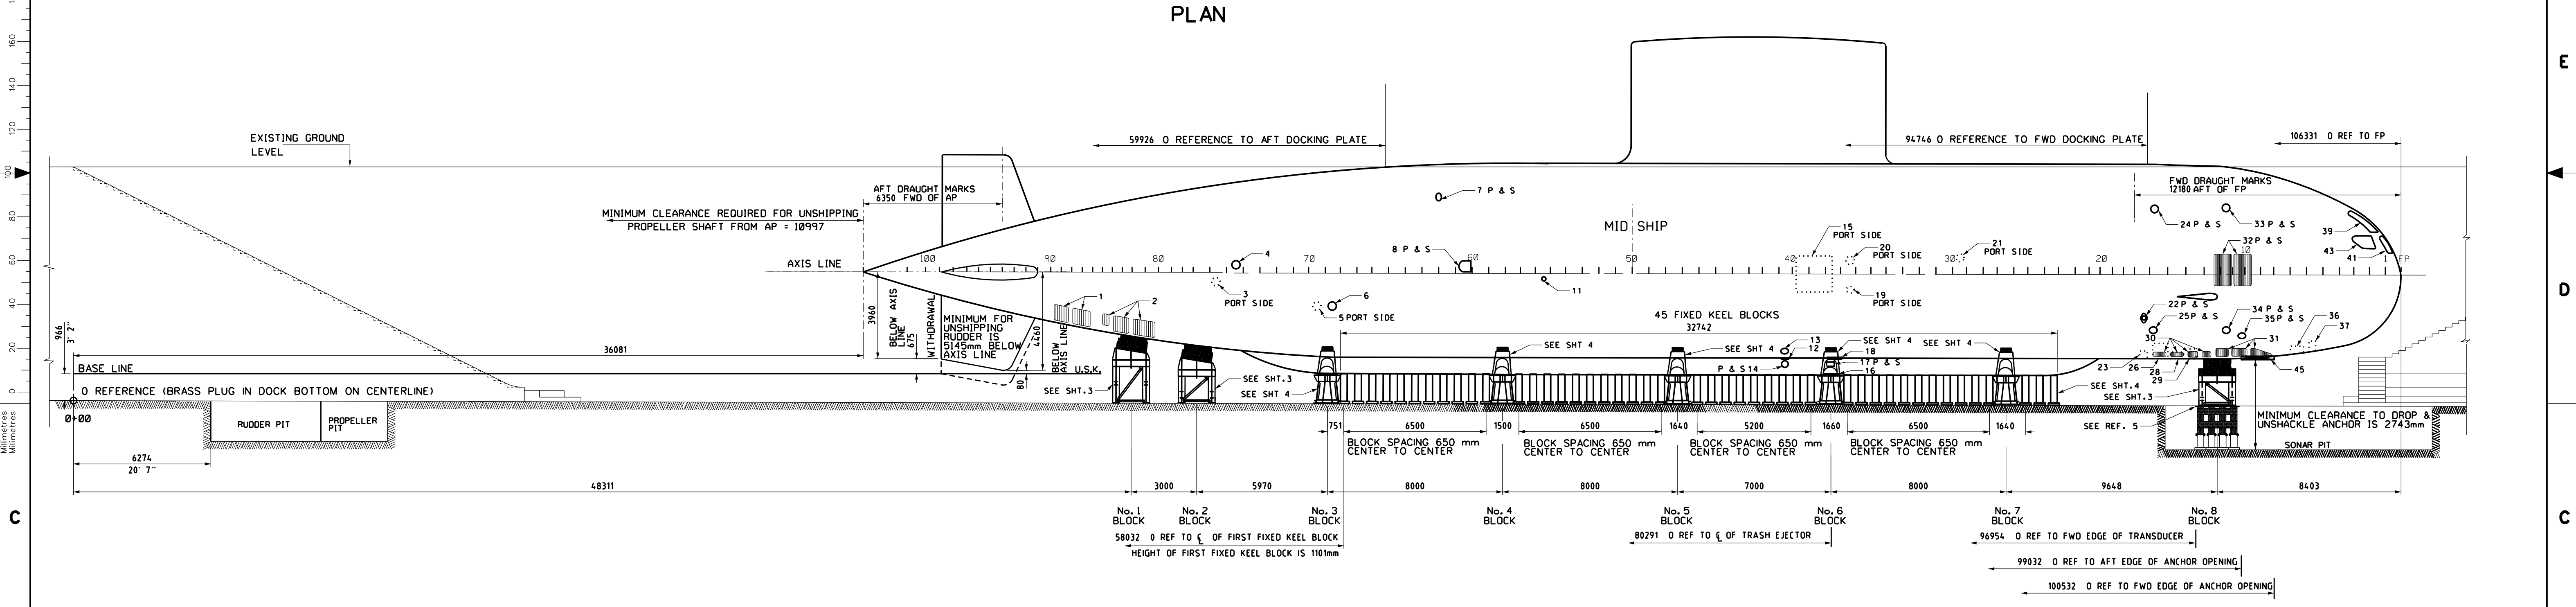 PLAN
160
140
120
100
80
60
40
20
0
Millimetres
Millimetres
E
D
C
C
EXISTING GROUND
LEVEL
59926 0 REFERENCE TO AFT DOCKING PLATE
94746 0 REFERENCE TO FWD DOCKING PLATE
106331 0 REF TO FP
AFT DRAUGHT MARKS
6350 FWD OF AP
FWD DRAUGHT MARKS
12180 AFT OF FP
MINIMUM CLEARANCE REQUIRED FOR UNSHIPPING
PROPELLER SHAFT FROM AP = 10997
7 P & S
MID SHIP
24 P & S
33 P & S
39
43
41
15
PORT SIDE
20
PORT SIDE
21
PORT SIDE
32 P & S
4
8 P & S
AXIS LINE
100
90
80
70
60
50
40
30
20
10
1
FP
3
PORT SIDE
11
19
PORT SIDE
1
2
6
5 PORT SIDE
45 FIXED KEEL BLOCKS
32742
22 P & S
25 P & S
34 P & S
35 P & S
36
37
30
31
23
26
28
29
45
3960
BELOW AXIS
LINE
675
WITHDRAWAL
MINIMUM FOR
UNSHIPPING
RUDDER IS
5145mm BELOW
AXIS LINE
4460
BELOW
AXIS LINE
80
U.S.K.
966
3' 2"
36081
BASE LINE
0 REFERENCE (BRASS PLUG IN DOCK BOTTOM ON CENTERLINE)
0+00
SEE SHT 4
SEE SHT 4
13
12
P & S 14
SEE SHT 4
18
17 P & S
16
SEE SHT 4
SEE SHT.3
SEE SHT.3
SEE SHT 4
SEE SHT.4
SEE SHT.3
RUDDER PIT
PROPELLER
PIT
SEE REF. 5
MINIMUM CLEARANCE TO DROP &
UNSHACKLE ANCHOR IS 2743mm
SONAR PIT
751
6500
1500
6500
1640
5200
1660
6500
1640
BLOCK SPACING 650 mm
CENTER TO CENTER
BLOCK SPACING 650 mm
CENTER TO CENTER
BLOCK SPACING 650 mm
CENTER TO CENTER
BLOCK SPACING 650 mm
CENTER TO CENTER
6274
20' 7"
48311
3000
5970
8000
8000
7000
8000
9648
8403
No. 1
BLOCK
No. 2
BLOCK
No. 3
BLOCK
No. 4
BLOCK
No. 5
BLOCK
No. 6
BLOCK
No. 7
BLOCK
No. 8
BLOCK
58032 0 REF TO ℄ OF FIRST FIXED KEEL BLOCK
HEIGHT OF FIRST FIXED KEEL BLOCK IS 1101mm
80291 0 REF TO ℄ OF TRASH EJECTOR
96954 0 REF TO FWD EDGE OF TRANSDUCER
99032 0 REF TO AFT EDGE OF ANCHOR OPENING
100532 0 REF TO FWD EDGE OF ANCHOR OPENING